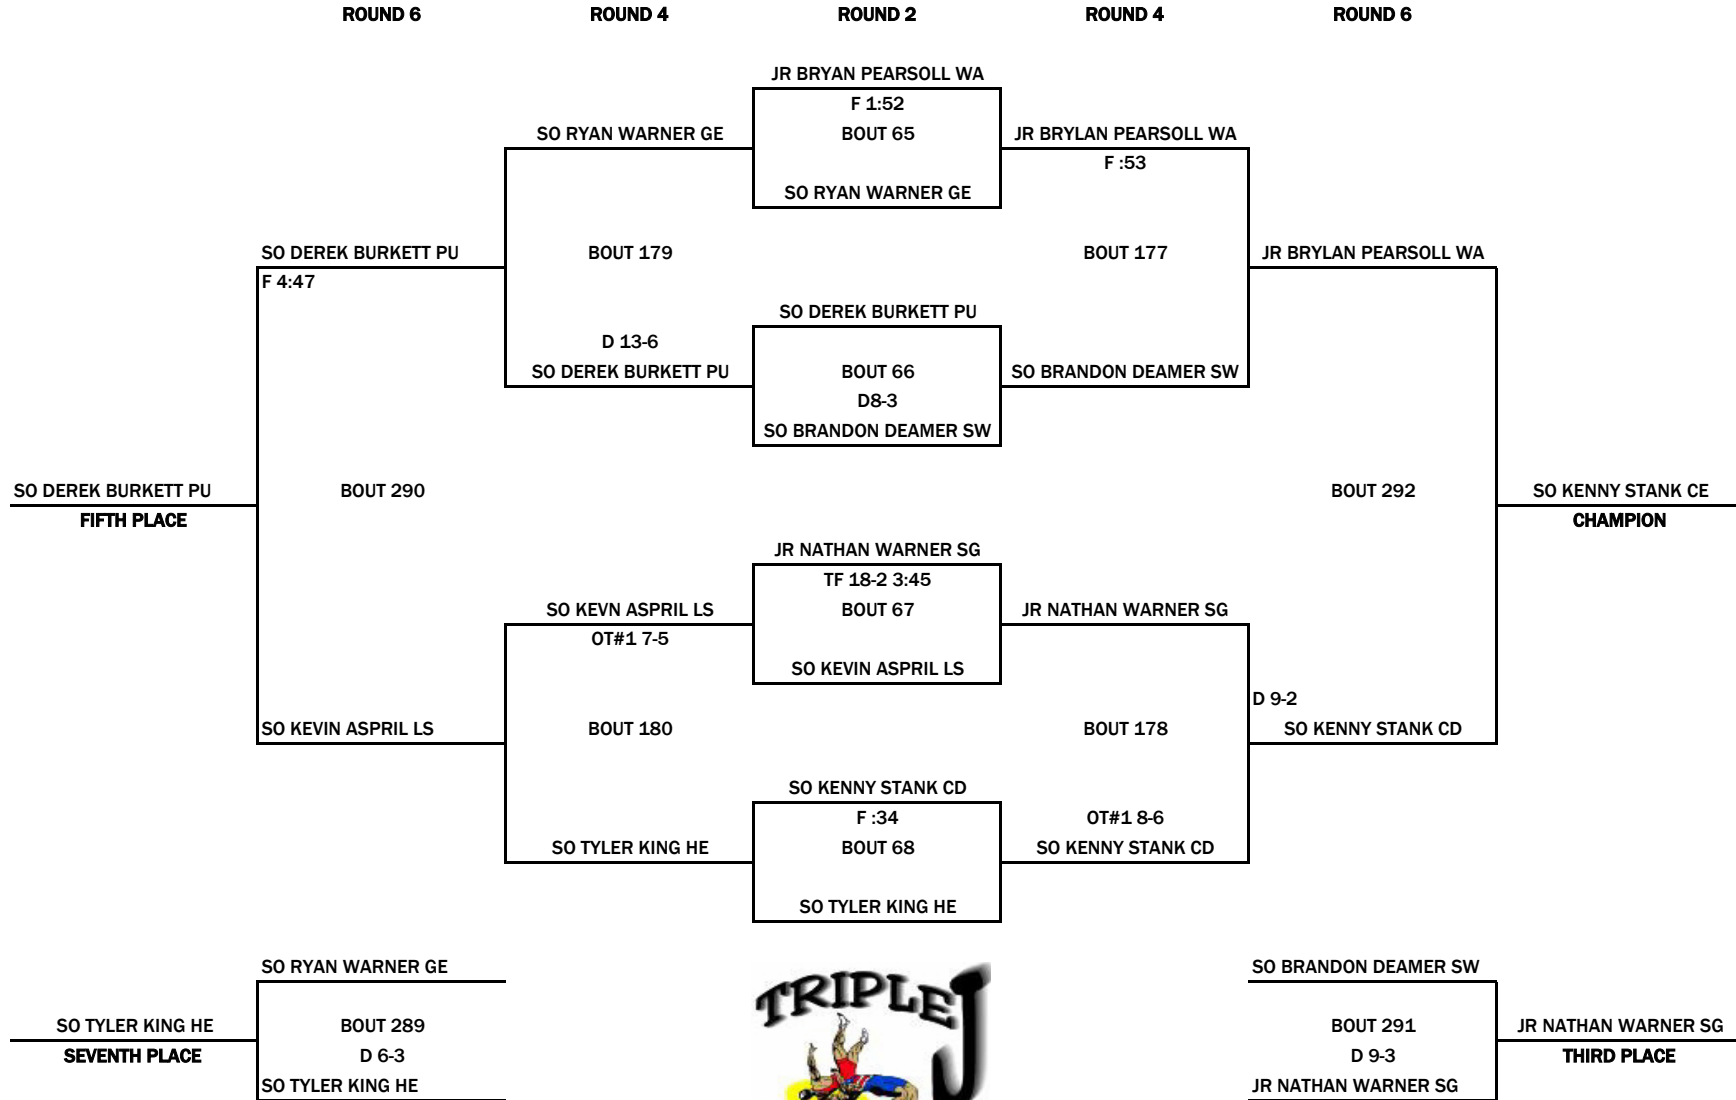 ROUND 6 ROUND 4 ROUND 2 ROUND 4 ROUND 6
JR BRYAN PEARSOLL WA
F 1:52
SO RYAN WARNER GE BOUT 65 JR BRYLAN PEARSOLL WA
F :53
SO RYAN WARNER GE
SO DEREK BURKETT PU BOUT 179 BOUT 177 JR BRYLAN PEARSOLL WA
F 4:47
SO DEREK BURKETT PU
D 13-6
SO DEREK BURKETT PU BOUT 66 SO BRANDON DEAMER SW
D8-3
SO BRANDON DEAMER SW
SO DEREK BURKETT PU BOUT 290 BOUT 292 SO KENNY STANK CE
FIFTH PLACE CHAMPION
JR NATHAN WARNER SG
TF 18-2 3:45
SO KEVN ASPRIL LS BOUT 67 JR NATHAN WARNER SG
OT#1 7-5
SO KEVIN ASPRIL LS
D 9-2
SO KEVIN ASPRIL LS BOUT 180 BOUT 178 SO KENNY STANK CD
SO KENNY STANK CD
F :34 OT#1 8-6
SO TYLER KING HE BOUT 68 SO KENNY STANK CD
SO TYLER KING HE
SO RYAN WARNER GE SO BRANDON DEAMER SW
TRIPLE J
SO TYLER KING HE BOUT 289 BOUT 291 JR NATHAN WARNER SG
SEVENTH PLACE D 6-3 D 9-3 THIRD PLACE
SO TYLER KING HE JR NATHAN WARNER SG